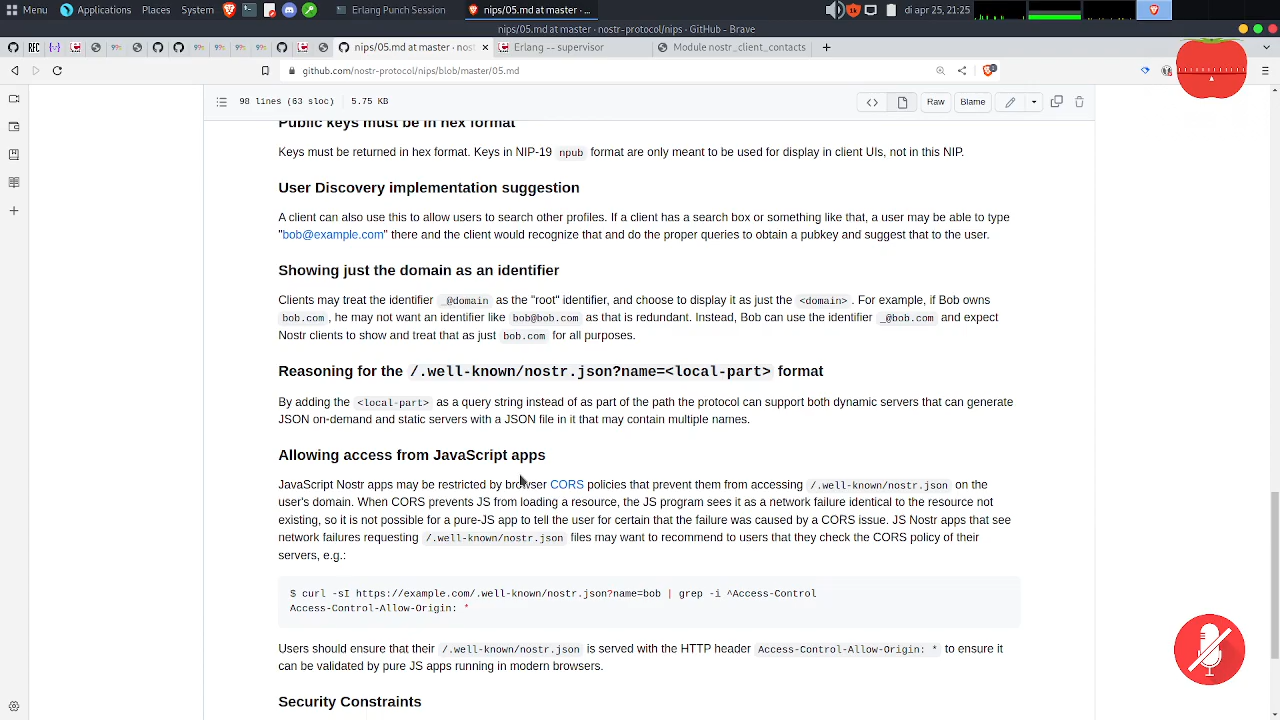 Menu Applications Places System Erlang Punch Session nips/05.md at master · ... di apr 25, 21:25
nips/05.md at master · nostr-protocol/nips · GitHub - Brave
nips/05.md at master · nost Erlang -- supervisor Module nostr_client_contacts
github.com/nostr-protocol/nips/blob/master/05.md
98 lines (63 sloc) 5.75 KB Raw Blame
Public keys must be in hex format
Keys must be returned in hex format. Keys in NIP-19 npub format are only meant to be used for display in client UIs, not in this NIP.
User Discovery implementation suggestion
A client can also use this to allow users to search other profiles. If a client has a search box or something like that, a user may be able to type
"bob@example.com" there and the client would recognize that and do the proper queries to obtain a pubkey and suggest that to the user.
Showing just the domain as an identifier
Clients may treat the identifier _@domain as the "root" identifier, and choose to display it as just the <domain>. For example, if Bob owns
bob.com, he may not want an identifier like bob@bob.com as that is redundant. Instead, Bob can use the identifier _@bob.com and expect
Nostr clients to show and treat that as just bob.com for all purposes.
Reasoning for the /.well-known/nostr.json?name=<local-part> format
By adding the <local-part> as a query string instead of as part of the path the protocol can support both dynamic servers that can generate
JSON on-demand and static servers with a JSON file in it that may contain multiple names.
Allowing access from JavaScript apps
JavaScript Nostr apps may be restricted by browser CORS policies that prevent them from accessing /.well-known/nostr.json on the
user's domain. When CORS prevents JS from loading a resource, the JS program sees it as a network failure identical to the resource not
existing, so it is not possible for a pure-JS app to tell the user for certain that the failure was caused by a CORS issue. JS Nostr apps that see
network failures requesting /.well-known/nostr.json files may want to recommend to users that they check the CORS policy of their
servers, e.g.:
$ curl -sI https://example.com/.well-known/nostr.json?name=bob | grep -i ^Access-Control
Access-Control-Allow-Origin: *
Users should ensure that their /.well-known/nostr.json is served with the HTTP header Access-Control-Allow-Origin: * to ensure it
can be validated by pure JS apps running in modern browsers.
Security Constraints